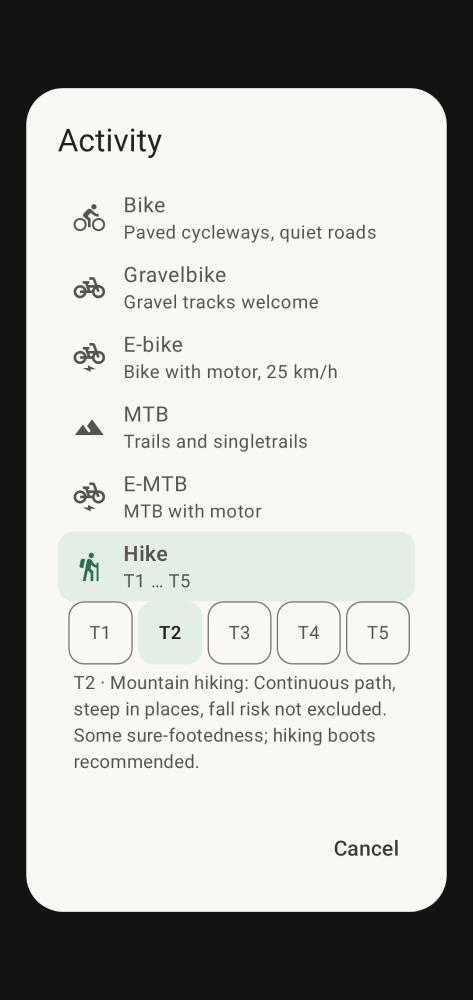 Activity
Bike
Paved cycleways, quiet roads
Gravelbike
Gravel tracks welcome
E-bike
Bike with motor, 25 km/h
MTB
Trails and singletrails
E-MTB
MTB with motor
Hike
T1 … T5
T1 T2 T3 T4 T5
T2 · Mountain hiking: Continuous path,
steep in places, fall risk not excluded.
Some sure-footedness; hiking boots
recommended.
Cancel